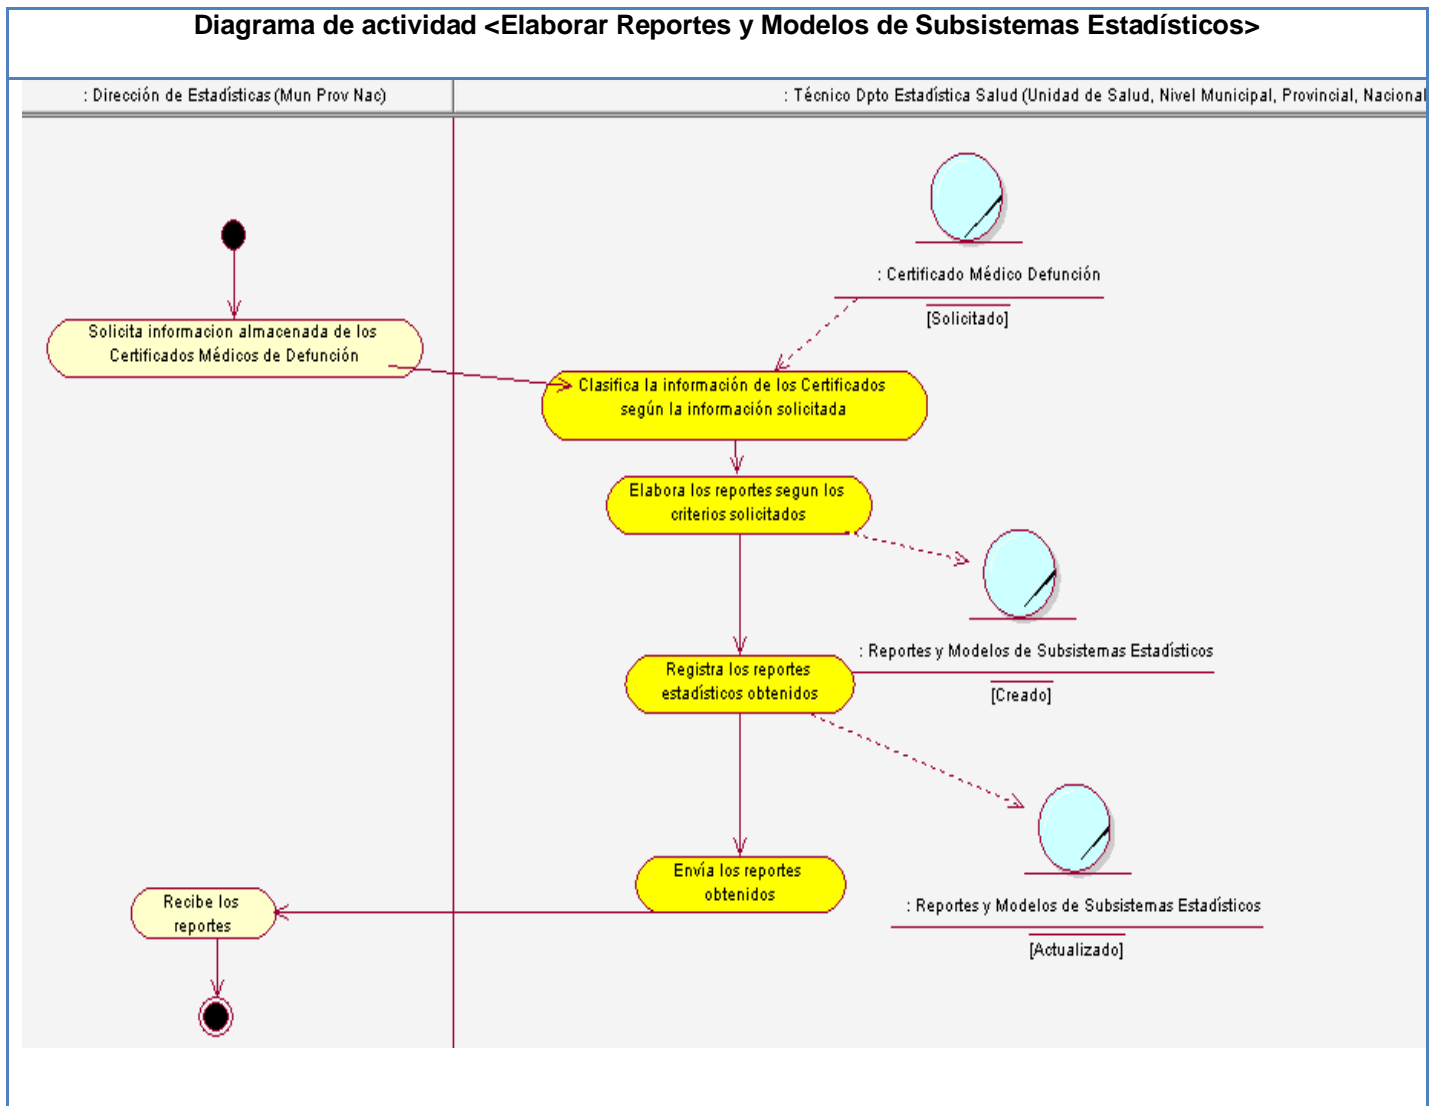 Diagrama de actividad <Elaborar Reportes y Modelos de Subsistemas Estadísticos>
: Dirección de Estadísticas (Mun Prov Nac)
: Técnico Dpto Estadística Salud (Unidad de Salud, Nivel Municipal, Provincial, Nacional
: Certificado Médico Defunción
[Solicitado]
Solicita informacion almacenada de los
Certificados Médicos de Defunción
Clasifica la información de los Certificados
según la información solicitada
Elabora los reportes segun los
criterios solicitados
: Reportes y Modelos de Subsistemas Estadísticos
[Creado]
Registra los reportes
estadísticos obtenidos
Envía los reportes
obtenidos
Recibe los
reportes
: Reportes y Modelos de Subsistemas Estadísticos
[Actualizado]